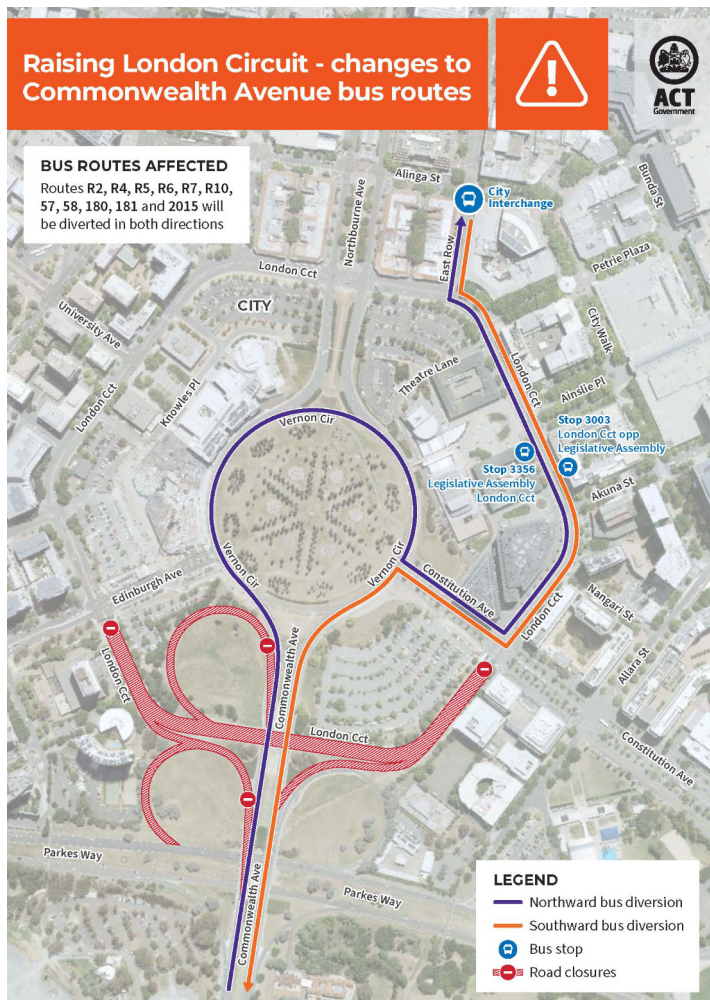 Raising London Circuit - changes to
Commonwealth Avenue bus routes
ACT
Government
BUS ROUTES AFFECTED
Routes R2, R4, R5, R6, R7, R10,
57, 58, 180, 181 and 2015 will
be diverted in both directions
Alinga St
City
Interchange
Bunda St
Northbourne Ave
East Row
Petrie Plaza
London Cct
CITY
University Ave
City Walk
Theatre Lane
London Cct
Ainslie Pl
London Cct
Knowles Pl
Vernon Cir
Stop 3003
London Cct opp
Legislative Assembly
Stop 3356
Legislative Assembly
London Cct
Akuna St
Vernon Cir
Vernon Cir
Edinburgh Ave
Constitution Ave
London Cct
Nangari St
Allara St
London Cct
Commonwealth Ave
London Cct
Constitution Ave
Parkes Way
Commonwealth Ave
Parkes Way
LEGEND
Northward bus diversion
Southward bus diversion
Bus stop
Road closures